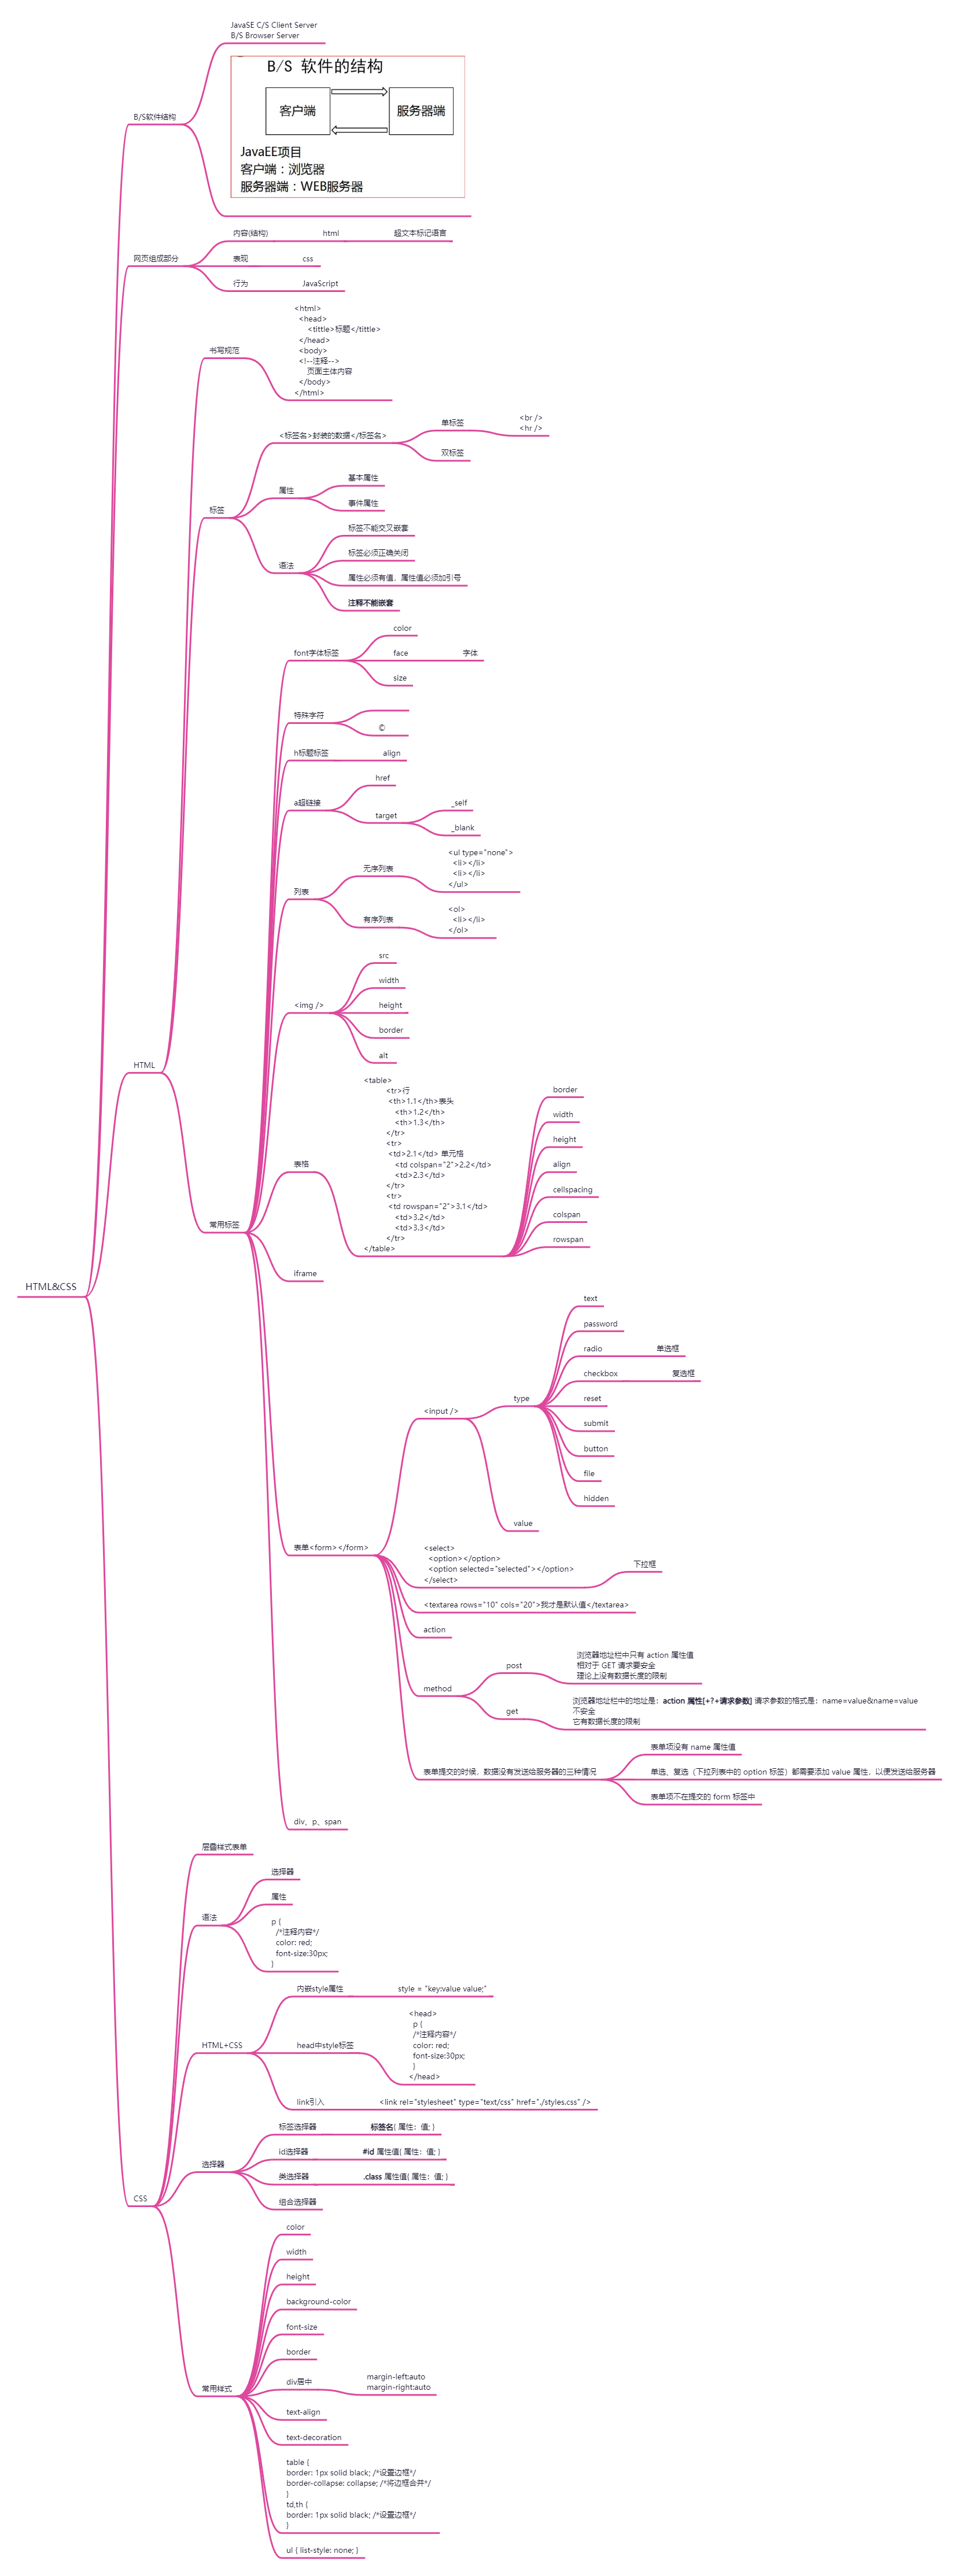 JavaSE C/S Client Server
B/S Browser Server
B/S 软件的结构
客户端
服务器端
JavaEE项目
客户端：浏览器
服务器端：WEB服务器
B/S软件结构
内容(结构)
html
超文本标记语言
网页组成部分
表现
css
行为
JavaScript
<html>
<head>
<tittle>标题</tittle>
</head>
<body>
<!--注释-->
页面主体内容
</body>
</html>
书写规范
<标签名>封装的数据</标签名>
单标签
<br />
<hr />
双标签
标签
属性
基本属性
事件属性
语法
标签不能交叉嵌套
标签必须正确关闭
属性必须有值，属性值必须加引号
注释不能嵌套
font字体标签
color
face
字体
size
特殊字符
©
h标题标签
align
a超链接
href
target
_self
_blank
列表
无序列表
<ul type="none">
<li></li>
<li></li>
</ul>
有序列表
<ol>
<li></li>
</ol>
<img />
src
width
height
border
alt
HTML
表格
<table>
<tr>行
<th>1.1</th>表头
<th>1.2</th>
<th>1.3</th>
</tr>
<tr>
<td>2.1</td> 单元格
<td colspan="2">2.2</td>
<td>2.3</td>
</tr>
<tr>
<td rowspan="2">3.1</td>
<td>3.2</td>
<td>3.3</td>
</tr>
</table>
border
width
height
align
cellspacing
colspan
rowspan
常用标签
iframe
HTML&CSS
表单<form></form>
<input />
type
text
password
radio
单选框
checkbox
复选框
reset
submit
button
file
hidden
value
<select>
<option></option>
<option selected="selected"></option>
</select>
下拉框
<textarea rows="10" cols="20">我才是默认值</textarea>
action
method
post
浏览器地址栏中只有 action 属性值
相对于 GET 请求要安全
理论上没有数据长度的限制
get
浏览器地址栏中的地址是：action 属性[+?+请求参数] 请求参数的格式是：name=value&name=value
不安全
它有数据长度的限制
表单提交的时候，数据没有发送给服务器的三种情况
表单项没有 name 属性值
单选、复选（下拉列表中的 option 标签）都需要添加 value 属性，以便发送给服务器
表单项不在提交的 form 标签中
div、p、span
CSS
层叠样式表单
语法
选择器
属性
p {
/*注释内容*/
color: red;
font-size:30px;
}
HTML+CSS
内嵌style属性
style = "key:value value;"
head中style标签
<head>
p {
/*注释内容*/
color: red;
font-size:30px;
}
</head>
link引入
<link rel="stylesheet" type="text/css" href="./styles.css" />
选择器
标签选择器
标签名{ 属性：值; }
id选择器
#id 属性值{ 属性：值; }
类选择器
.class 属性值{ 属性：值; }
组合选择器
常用样式
color
width
height
background-color
font-size
border
div居中
margin-left:auto
margin-right:auto
text-align
text-decoration
table {
border: 1px solid black; /*设置边框*/
border-collapse: collapse; /*将边框合并*/
}
td,th {
border: 1px solid black; /*设置边框*/
}
ul { list-style: none; }